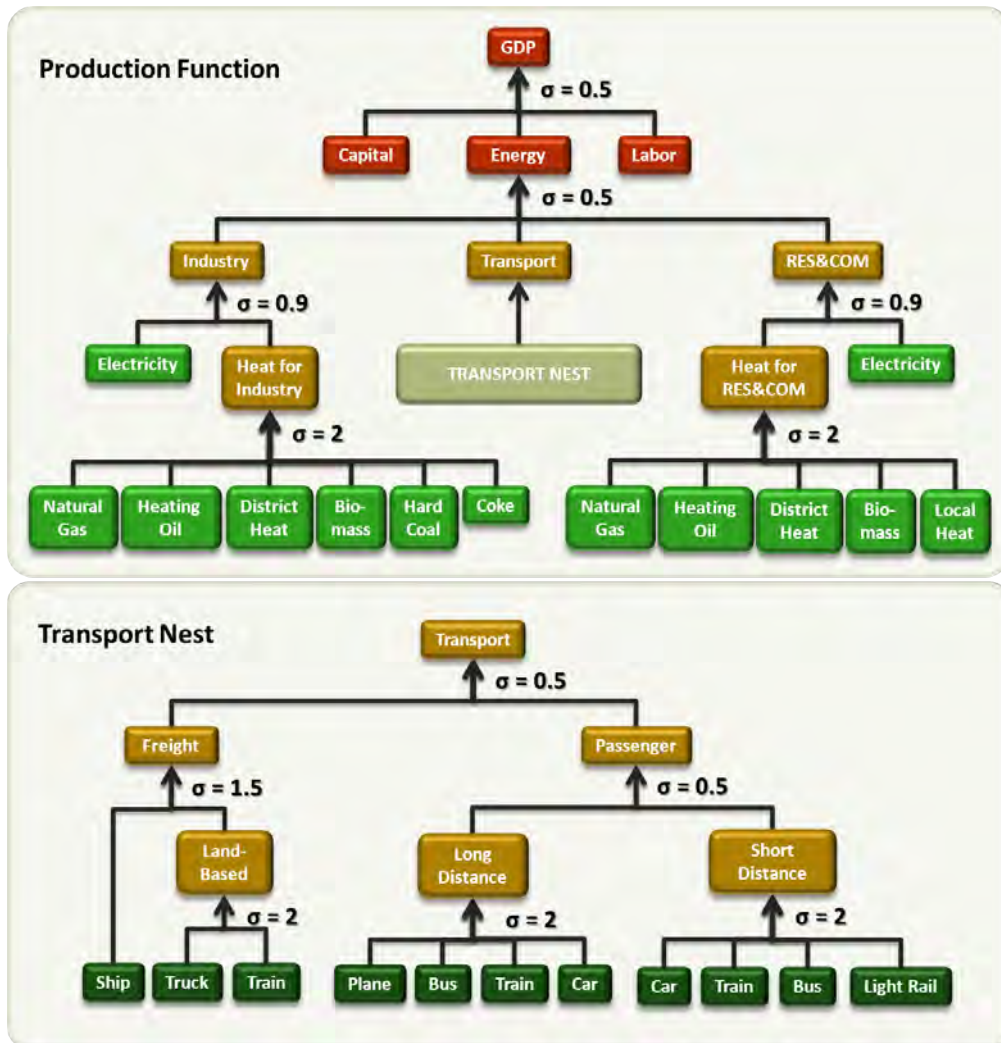 GDP
Production Function
σ = 0.5
Capital
Energy
Labor
σ = 0.5
Industry
Transport
RES&COM
σ = 0.9
σ = 0.9
Electricity
Heat for
Industry
TRANSPORT NEST
Heat for
RES&COM
Electricity
σ = 2
σ = 2
Natural
Gas
Heating
Oil
District
Heat
Bio-
mass
Hard
Coal
Coke
Natural
Gas
Heating
Oil
District
Heat
Bio-
mass
Local
Heat
Transport Nest
Transport
σ = 0.5
Freight
Passenger
σ = 1.5
σ = 0.5
Land-
Based
Long
Distance
Short
Distance
σ = 2
σ = 2
σ = 2
Ship
Truck
Train
Plane
Bus
Train
Car
Car
Train
Bus
Light Rail